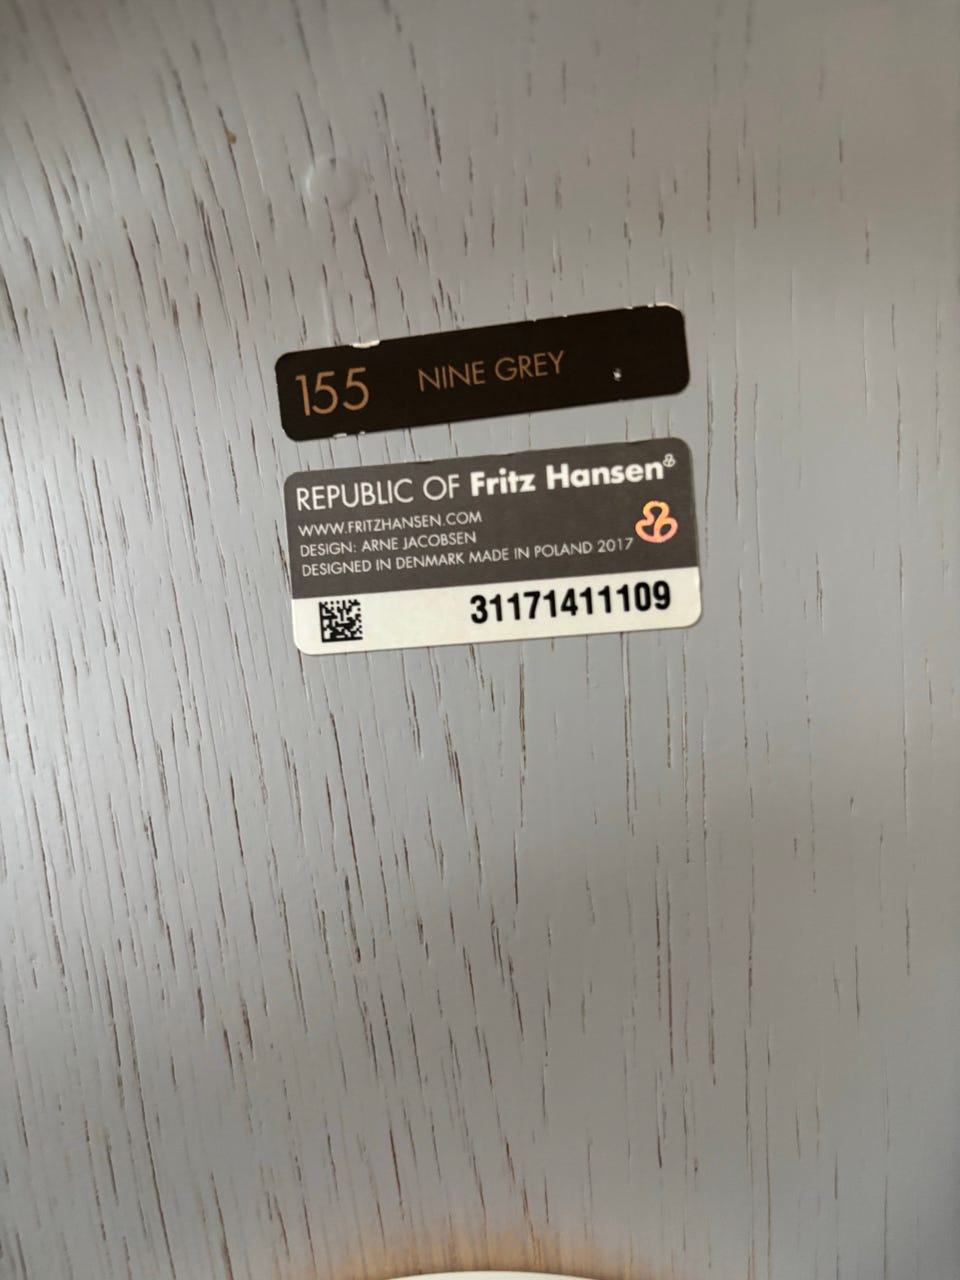 155 NINE GREY
REPUBLIC OF Fritz Hansen
WWW.FRITZHANSEN.COM
DESIGN: ARNE JACOBSEN
DESIGNED IN DENMARK MADE IN POLAND 2017
31171411109